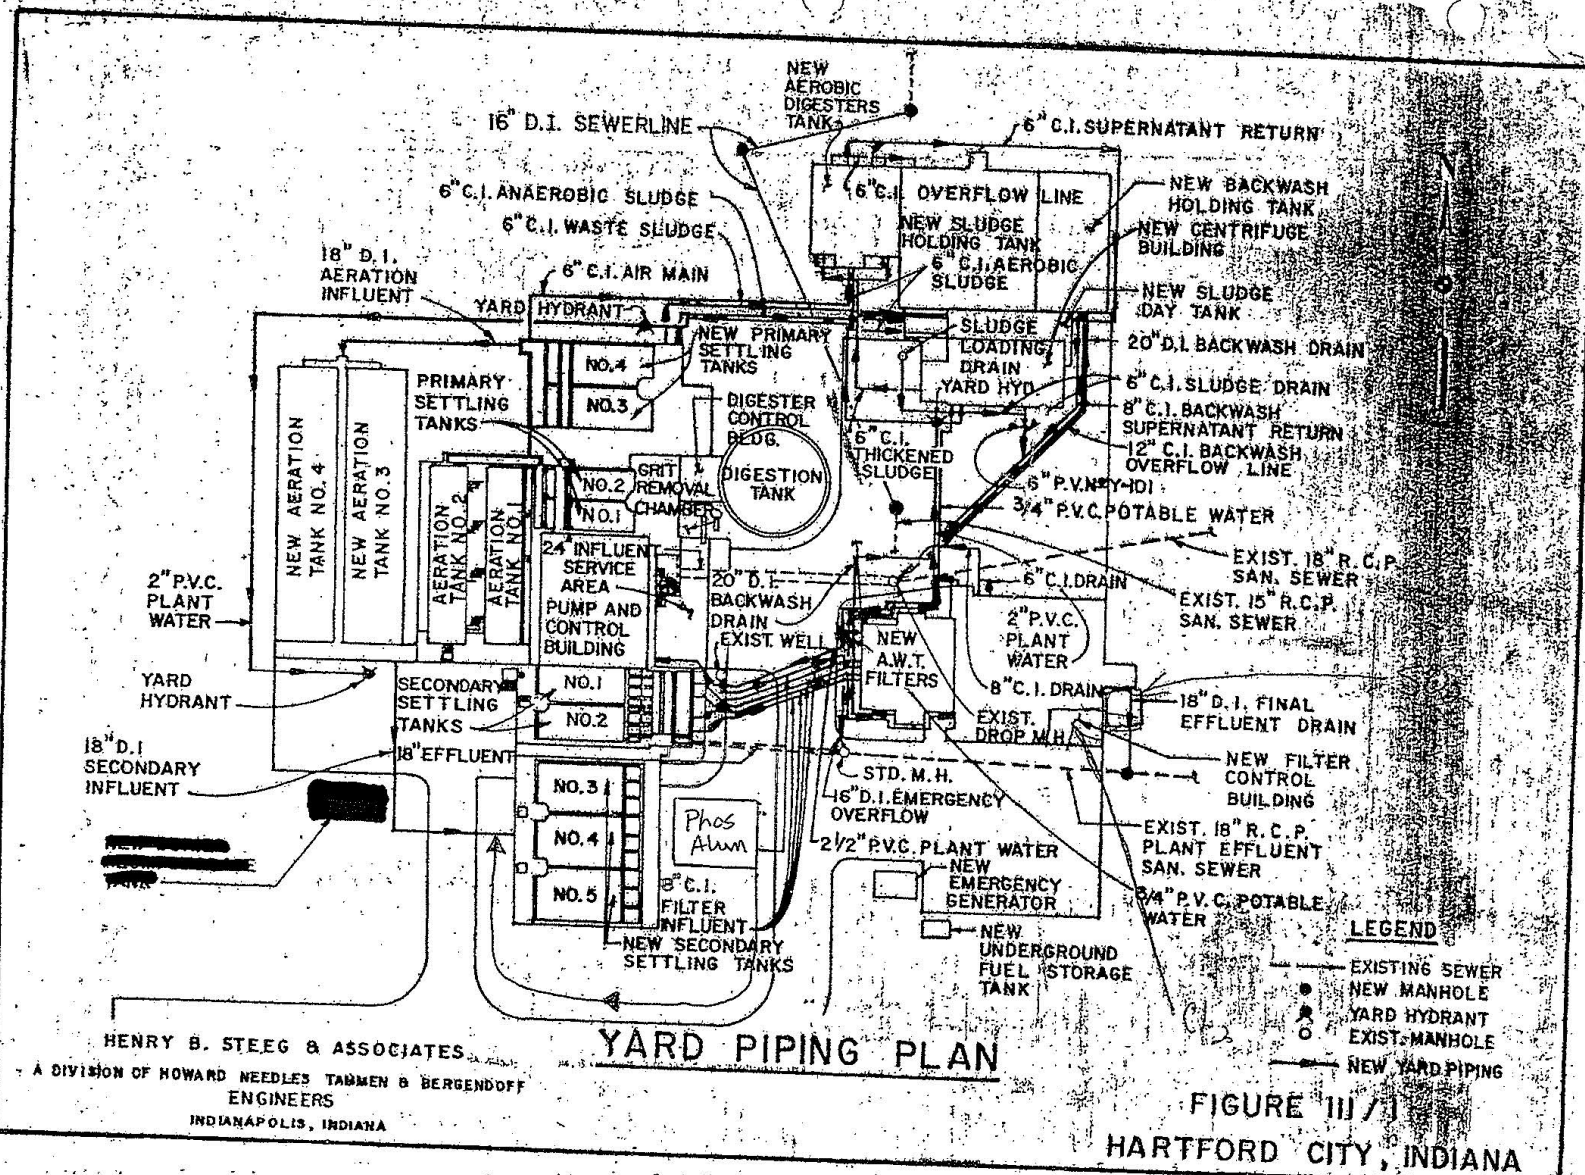 NEW
AEROBIC
DIGESTERS
TANK
16" D.I. SEWERLINE
6" C.I. SUPERNATANT RETURN
6" C.I. ANAEROBIC SLUDGE
6" C.I. OVERFLOW LINE
NEW BACKWASH
HOLDING TANK
6" C.I. WASTE SLUDGE
NEW SLUDGE
HOLDING TANK
NEW CENTRIFUGE
BUILDING
18" D.I.
AERATION
INFLUENT
6" C.I. AIR MAIN
6" C.I. AEROBIC
SLUDGE
YARD HYDRANT
NEW SLUDGE
DAY TANK
NEW PRIMARY
SETTLING
TANKS
SLUDGE
LOADING
DRAIN
YARD HYD
20" D.I. BACKWASH DRAIN
NO. 4
NO. 3
PRIMARY
SETTLING
TANKS
6" C.I. SLUDGE DRAIN
DIGESTER
CONTROL
BLDG.
8" C.I. BACKWASH
SUPERNATANT RETURN
6" C.I.
THICKENED
SLUDGE
12" C.I. BACKWASH
OVERFLOW LINE
NEW AERATION
TANK NO. 4
NEW AERATION
TANK NO. 3
AERATION
TANK NO. 2
AERATION
TANK NO. 1
NO. 2
NO. 1
GRIT
REMOVAL
CHAMBER
DIGESTION
TANK
3/4" P.V.C. POTABLE WATER
24" INFLUEN
SERVICE
AREA
PUMP AND
CONTROL
BUILDING
EXIST. 18" R.C.P.
SAN. SEWER
2" P.V.C.
PLANT
WATER
20" D.I.
BACKWASH
DRAIN
6" C.I. DRAIN
EXIST. 15" R.C.P.
SAN. SEWER
EXIST. WELL
NEW
A.W.T.
FILTERS
2" P.V.C.
PLANT
WATER
YARD
HYDRANT
SECONDARY
SETTLING
TANKS
NO. 1
NO. 2
8" C.I. DRAIN
18" D.I. FINAL
EFFLUENT DRAIN
EXIST.
DROP M.H.
18" D.I
SECONDARY
INFLUENT
18" EFFLUENT
STD. M.H.
NEW FILTER
CONTROL
BUILDING
NO. 3
NO. 4
NO. 5
Phos
Alum
16" D.I. EMERGENCY
OVERFLOW
EXIST. 18" R.C.P.
PLANT EFFLUENT
SAN. SEWER
2 1/2" P.V.C. PLANT WATER
NEW
EMERGENCY
GENERATOR
8" C.I.
FILTER
INFLUENT
3/4" P.V.C. POTABLE
WATER
NEW SECONDARY
SETTLING TANKS
NEW
UNDERGROUND
FUEL STORAGE
TANK
LEGEND
EXISTING SEWER
NEW MANHOLE
YARD HYDRANT
EXIST. MANHOLE
NEW YARD PIPING
HENRY B. STEEG & ASSOCIATES
A DIVISION OF HOWARD NEEDLES TAMMEN & BERGENDOFF
ENGINEERS
INDIANAPOLIS, INDIANA
YARD PIPING PLAN
FIGURE III / 1
HARTFORD CITY, INDIANA